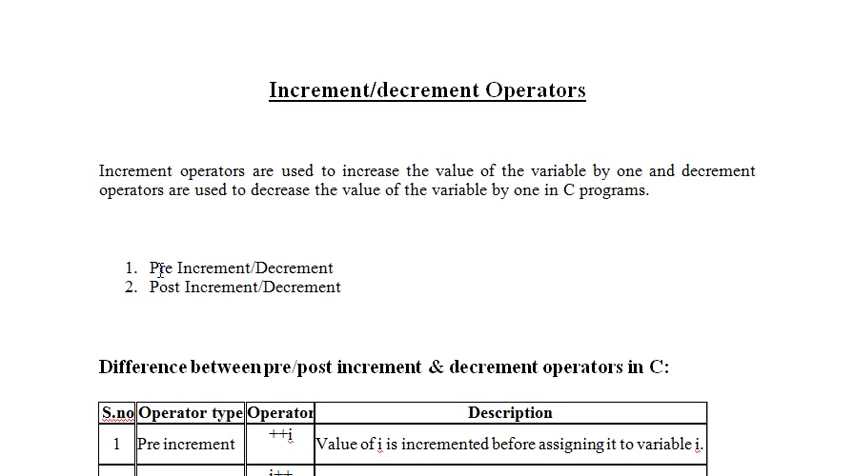 Increment/decrement Operators
Increment operators are used to increase the value of the variable by one and decrement
operators are used to decrease the value of the variable by one in C programs.
1. Pre Increment/Decrement
2. Post Increment/Decrement
Difference between pre/post increment & decrement operators in C:
S.no Operator type Operator Description
1 Pre increment ++i Value of i is incremented before assigning it to variable i.
i++